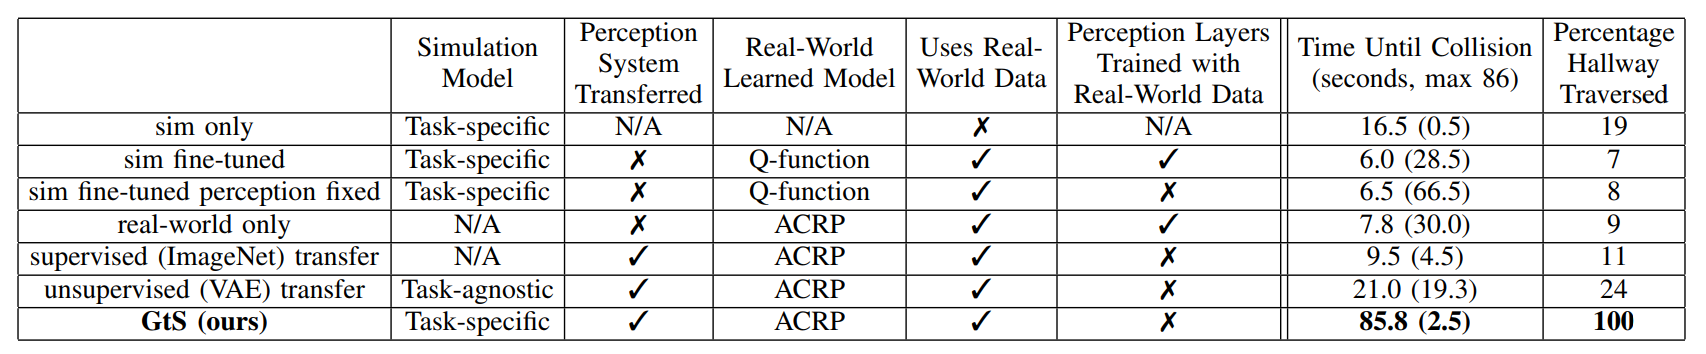 Simulation Model Perception System Transferred Real-World Learned Model Uses Real-World Data Perception Layers Trained with Real-World Data Time Until Collision (seconds, max 86) Percentage Hallway Traversed
sim only Task-specific N/A N/A ✗ N/A 16.5 (0.5) 19
sim fine-tuned Task-specific ✗ Q-function ✓ ✓ 6.0 (28.5) 7
sim fine-tuned perception fixed Task-specific ✗ Q-function ✓ ✗ 6.5 (66.5) 8
real-world only N/A ✗ ACRP ✓ ✓ 7.8 (30.0) 9
supervised (ImageNet) transfer N/A ✓ ACRP ✓ ✗ 9.5 (4.5) 11
unsupervised (VAE) transfer Task-agnostic ✓ ACRP ✓ ✗ 21.0 (19.3) 24
GtS (ours) Task-specific ✓ ACRP ✓ ✗ 85.8 (2.5) 100